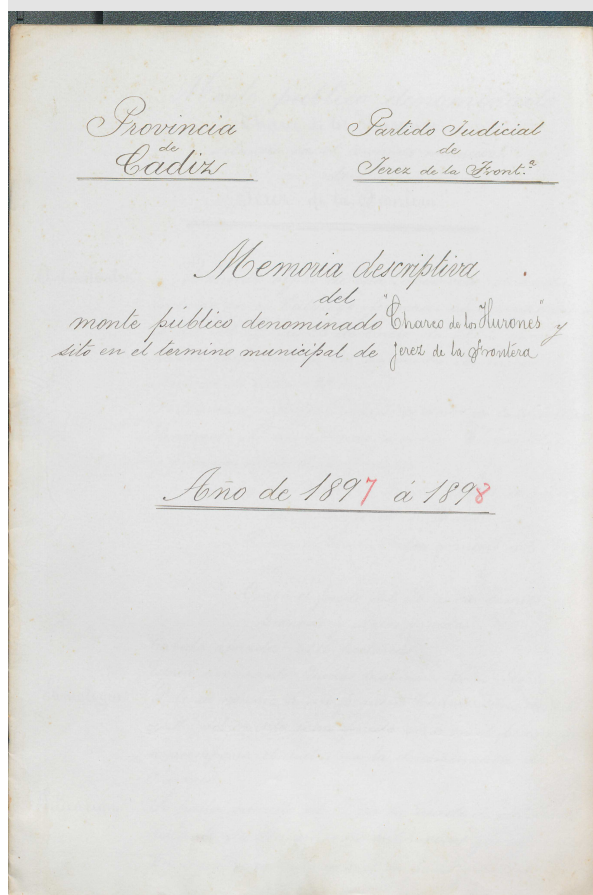 Provincia
de
Cadiz
Partido Judicial
de
Jerez de la Front.ª
Memoria descriptiva
del
monte público denominado "Charco de los Hurones" y
sito en el termino municipal de Jerez de la Frontera
Año de 1897 á 1898